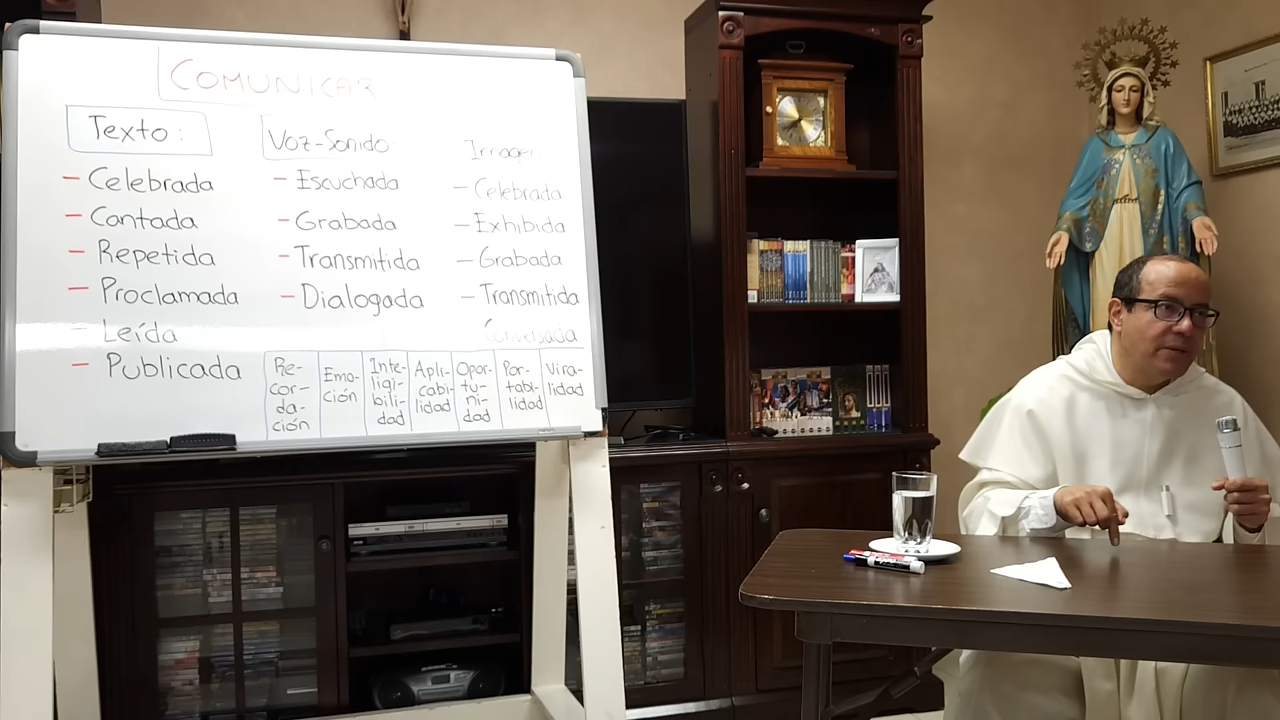 COMUNICAR
Texto:
- Celebrada
- Cantada
- Repetida
- Proclamada
- Leída
- Publicada
Voz-Sonido
- Escuchada
- Grabada
- Transmitida
- Dialogada
Imagen
- Celebrada
- Exhibida
- Grabada
- Transmitida
Conversada
Re-
cor-
da-
ción
Emo-
ción
Inte-
ligi-
bili-
dad
Apli-
cabi-
lidad
Opor-
tu-
ni-
dad
Por-
tabi-
lidad
Vira-
lidad